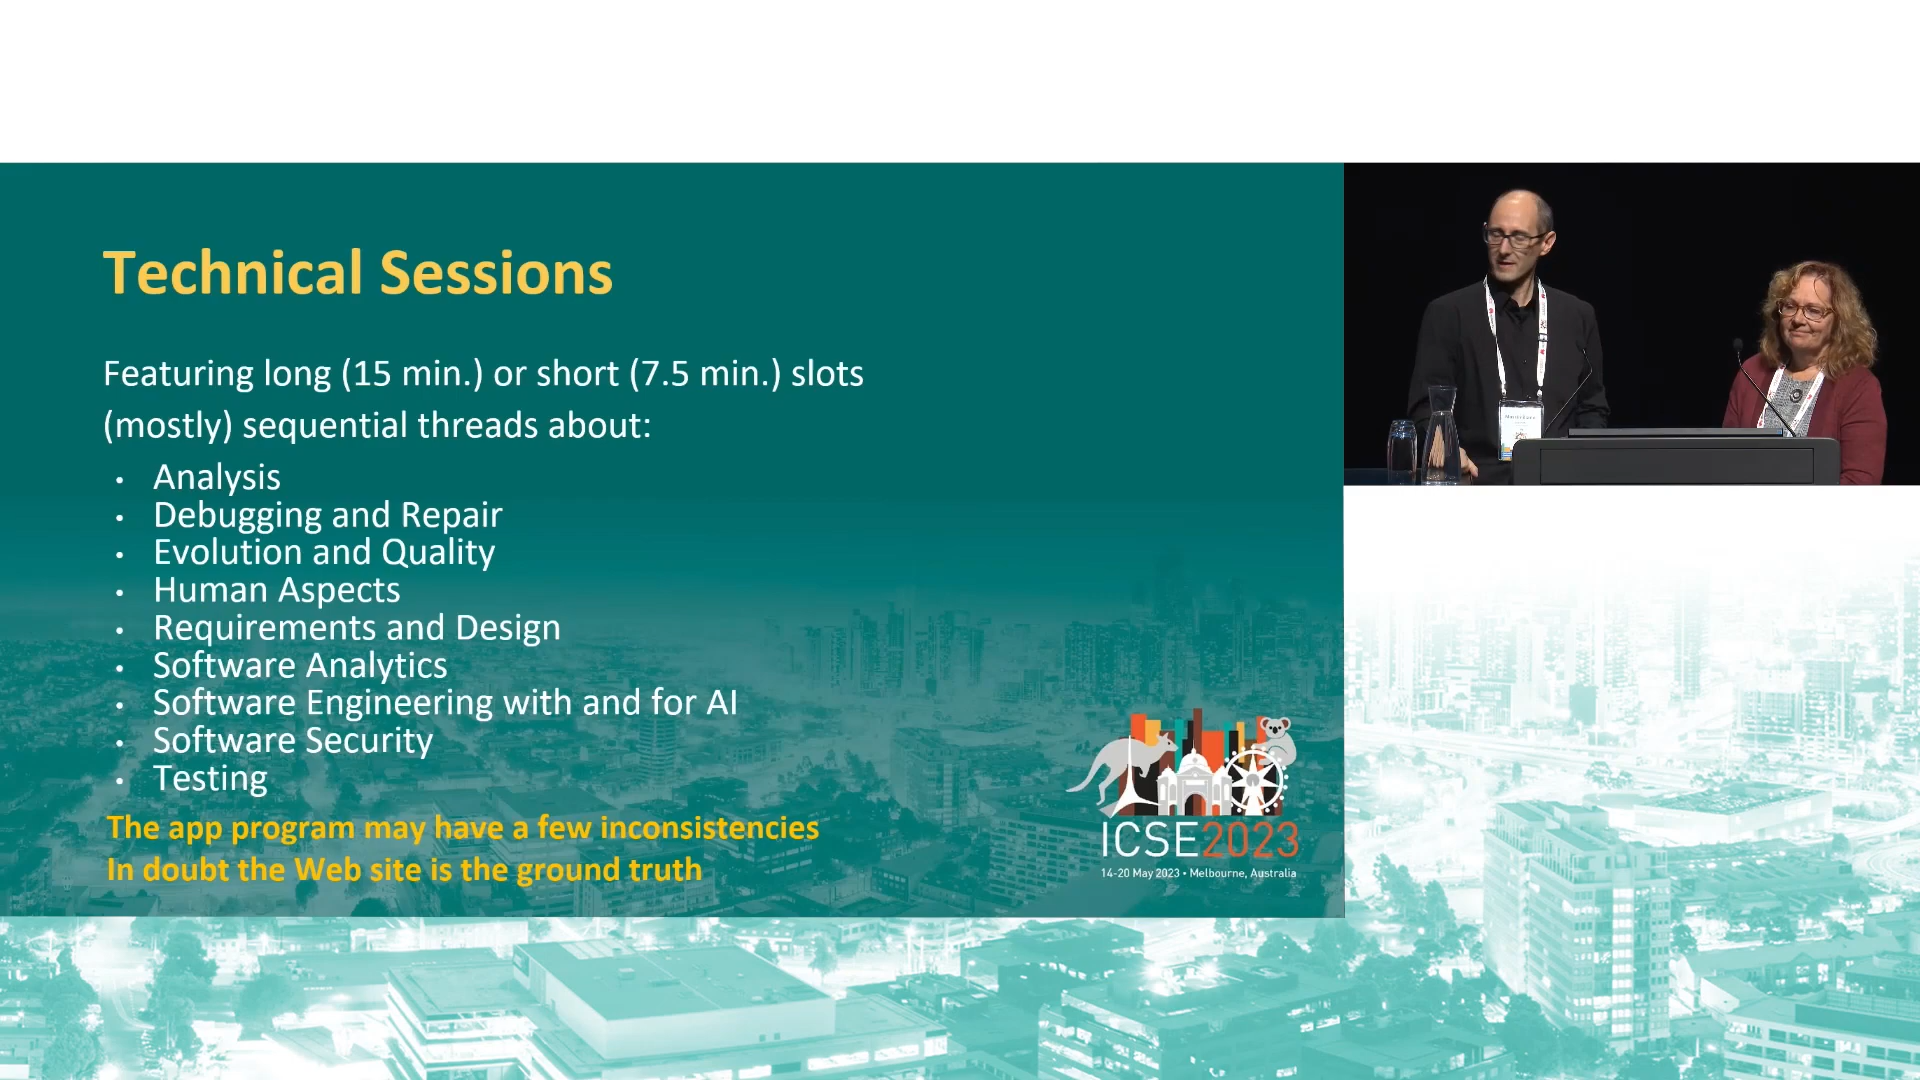 Technical Sessions
Featuring long (15 min.) or short (7.5 min.) slots
(mostly) sequential threads about:
• Analysis
• Debugging and Repair
• Evolution and Quality
• Human Aspects
• Requirements and Design
• Software Analytics
• Software Engineering with and for AI
• Software Security
• Testing
The app program may have a few inconsistencies
In doubt the Web site is the ground truth
ICSE2023
14-20 May 2023 • Melbourne, Australia